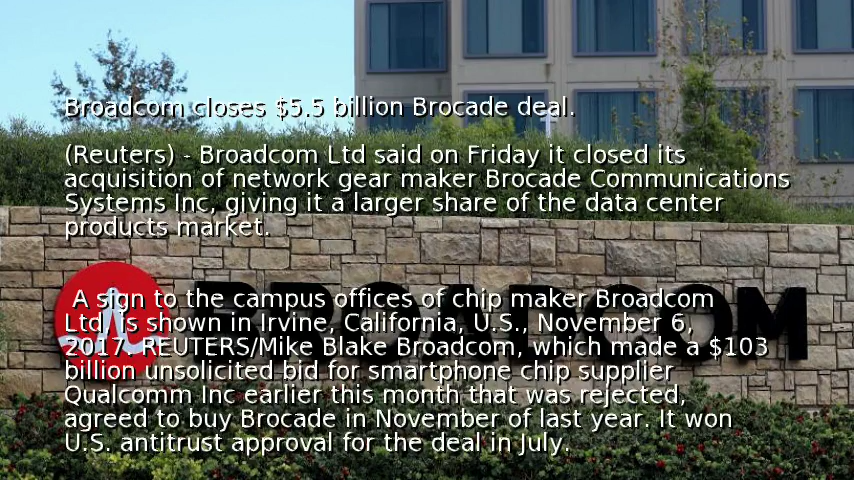 Broadcom closes $5.5 billion Brocade deal.
(Reuters) - Broadcom Ltd said on Friday it closed its
acquisition of network gear maker Brocade Communications
Systems Inc, giving it a larger share of the data center
products market.
BROADCOM
A sign to the campus offices of chip maker Broadcom
Ltd, is shown in Irvine, California, U.S., November 6,
2017. REUTERS/Mike Blake Broadcom, which made a $103
billion unsolicited bid for smartphone chip supplier
Qualcomm Inc earlier this month that was rejected,
agreed to buy Brocade in November of last year. It won
U.S. antitrust approval for the deal in July.